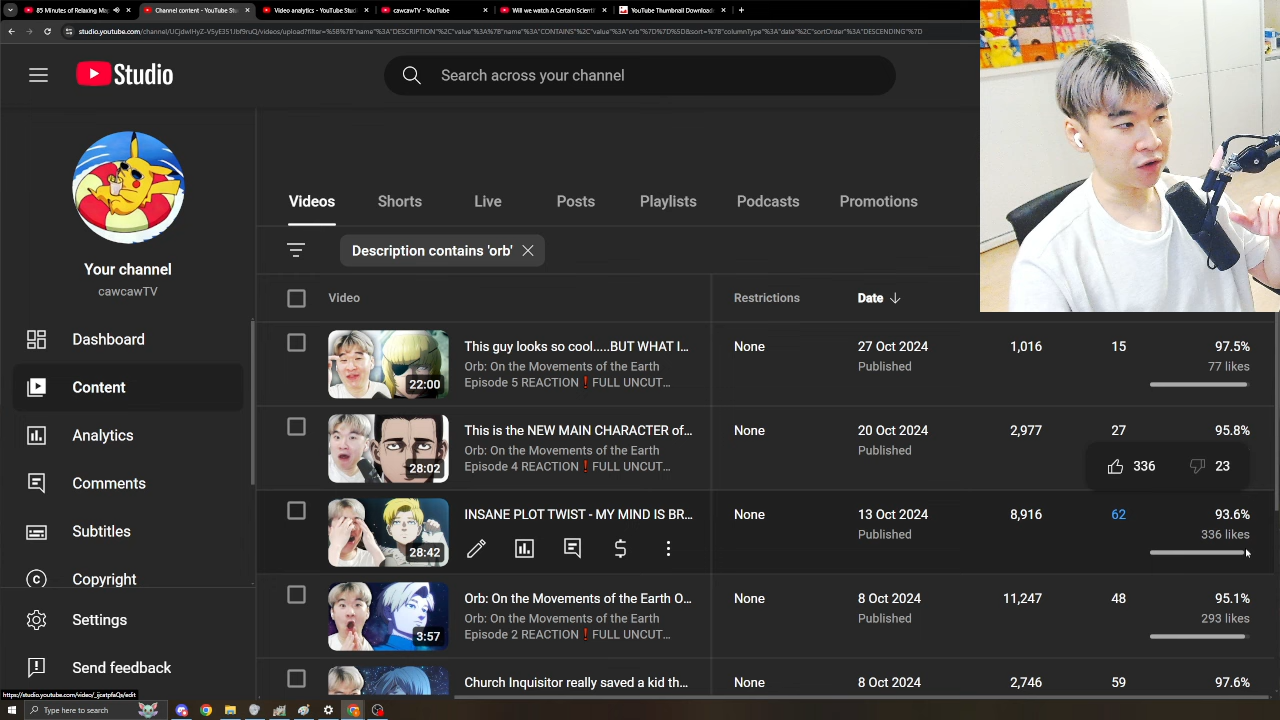 85 Minutes of Relaxing Ma
Channel content - YouTube St
Video analytics - YouTube Stud
cawcawTV - YouTube
Will we watch A Certain Scient
YouTube Thumbnail Download
Studio
Search across your channel
Your channel
cawcawTV
Dashboard
Content
Analytics
Comments
Subtitles
Copyright
Settings
Send feedback
Videos
Shorts
Live
Posts
Playlists
Podcasts
Promotions
Description contains 'orb'
Video
Restrictions
Date
22:00
This guy looks so cool.....BUT WHAT I...
Orb: On the Movements of the Earth
Episode 5 REACTION❗FULL UNCUT...
None
27 Oct 2024
Published
1,016
15
97.5%
77 likes
28:02
This is the NEW MAIN CHARACTER of...
Orb: On the Movements of the Earth
Episode 4 REACTION❗FULL UNCUT...
None
20 Oct 2024
Published
2,977
27
95.8%
336
23
28:42
INSANE PLOT TWIST - MY MIND IS BR...
None
13 Oct 2024
Published
8,916
62
93.6%
336 likes
3:57
Orb: On the Movements of the Earth O...
Orb: On the Movements of the Earth
Episode 2 REACTION❗FULL UNCUT...
None
8 Oct 2024
Published
11,247
48
95.1%
293 likes
Church Inquisitor really saved a kid th...
None
8 Oct 2024
2,746
59
97.6%
Type here to search